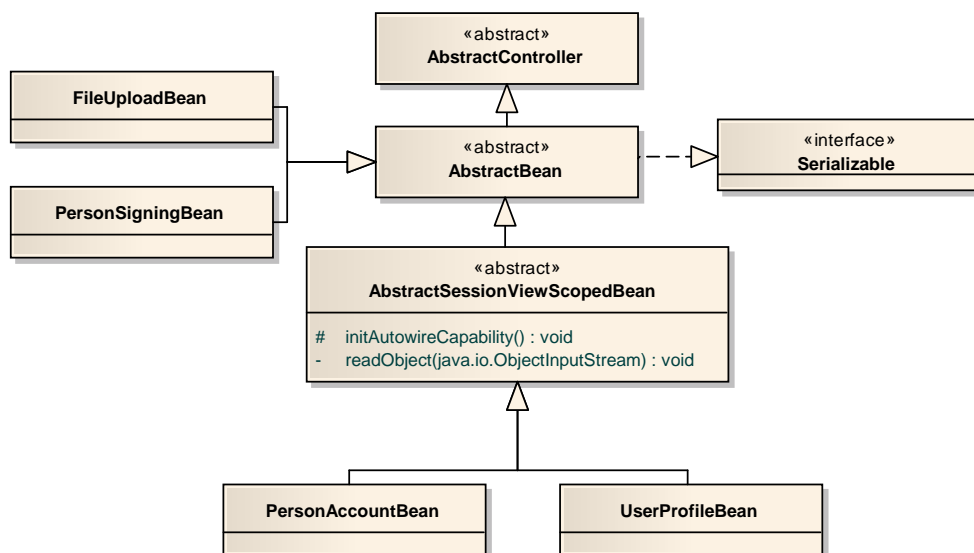 «abstract»
AbstractController
FileUploadBean
«abstract»
AbstractBean
«interface»
Serializable
PersonSigningBean
«abstract»
AbstractSessionViewScopedBean
# initAutowireCapability() : void
- readObject(java.io.ObjectInputStream) : void
PersonAccountBean
UserProfileBean